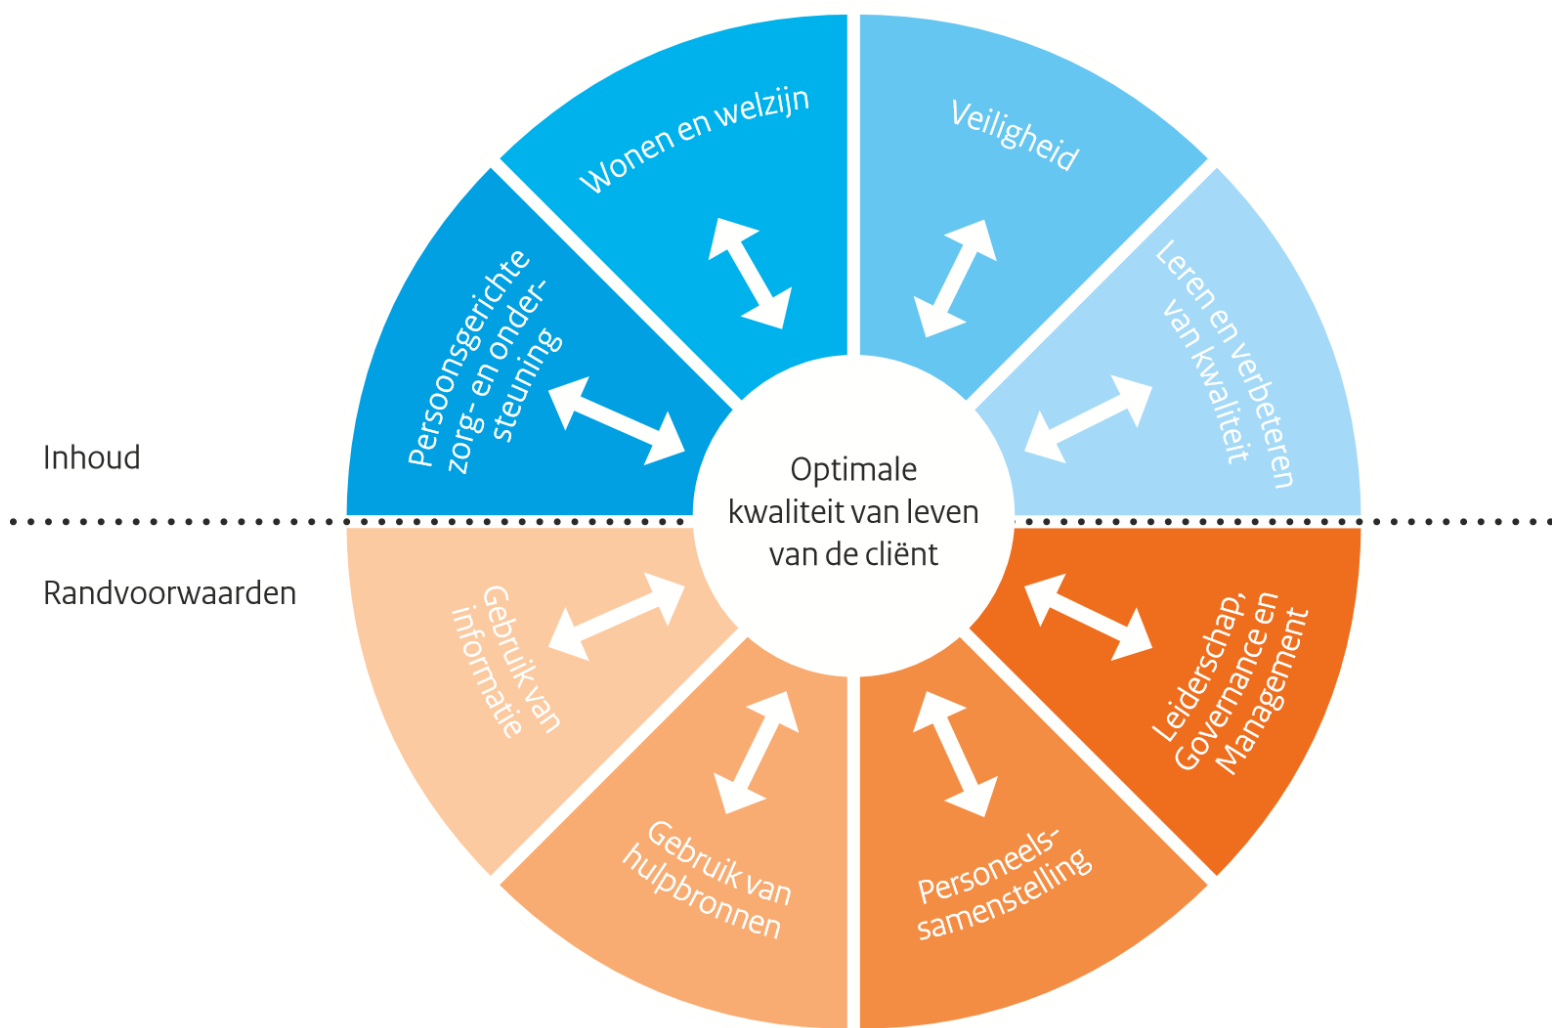 Wonen en welzijn
Veiligheid
Persoonsgerichte
zorg- en onder-
steuning
Leren en verbeteren
van kwaliteit
Inhoud
Optimale
kwaliteit van leven
van de cliënt
Randvoorwaarden
Gebruik van
informatie
Leiderschap,
Governance en
Management
Gebruik van
hulpbronnen
Personeels-
samenstelling